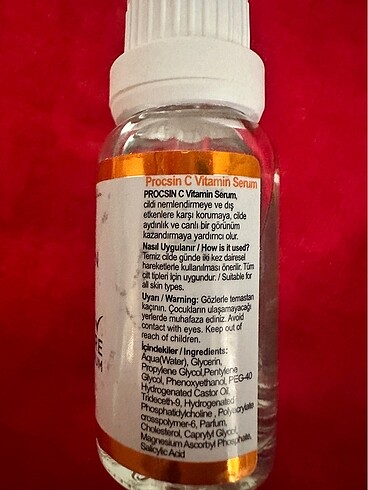 Procsin C Vitamin Serum
PROCSIN C Vitamin Serum,
cildi nemlendirmeye ve dış
etkenlere karşı korumaya, cilde
aydınlık ve canlı bir görünüm
kazandırmaya yardımcı olur.
Nasıl Uygulanır / How is it used?
Temiz cilde günde iki kez dairesel
hareketlerle kullanılması önerilir. Tüm
cilt tipleri için uygundur. / Suitable for
all skin types.
Uyarı / Warning: Gözlerle temastan
kaçının. Çocukların ulaşamayacağı
yerlerde muhafaza ediniz. Avoid
contact with eyes. Keep out of
reach of children.
İçindekiler / Ingredients:
Aqua(Water), Glycerin,
Propylene Glycol,Pentylene
Glycol, Phenoxyethanol, PEG-40
Hydrogenated Castor Oil,
Trideceth-9, Hydrogenated
Phosphatidylcholine , Polyacrylate
crosspolymer-6, Parfum,
Cholesterol, Caprylyl Glycol,
Magnesium Ascorbyl Phosphate,
Salicylic Acid